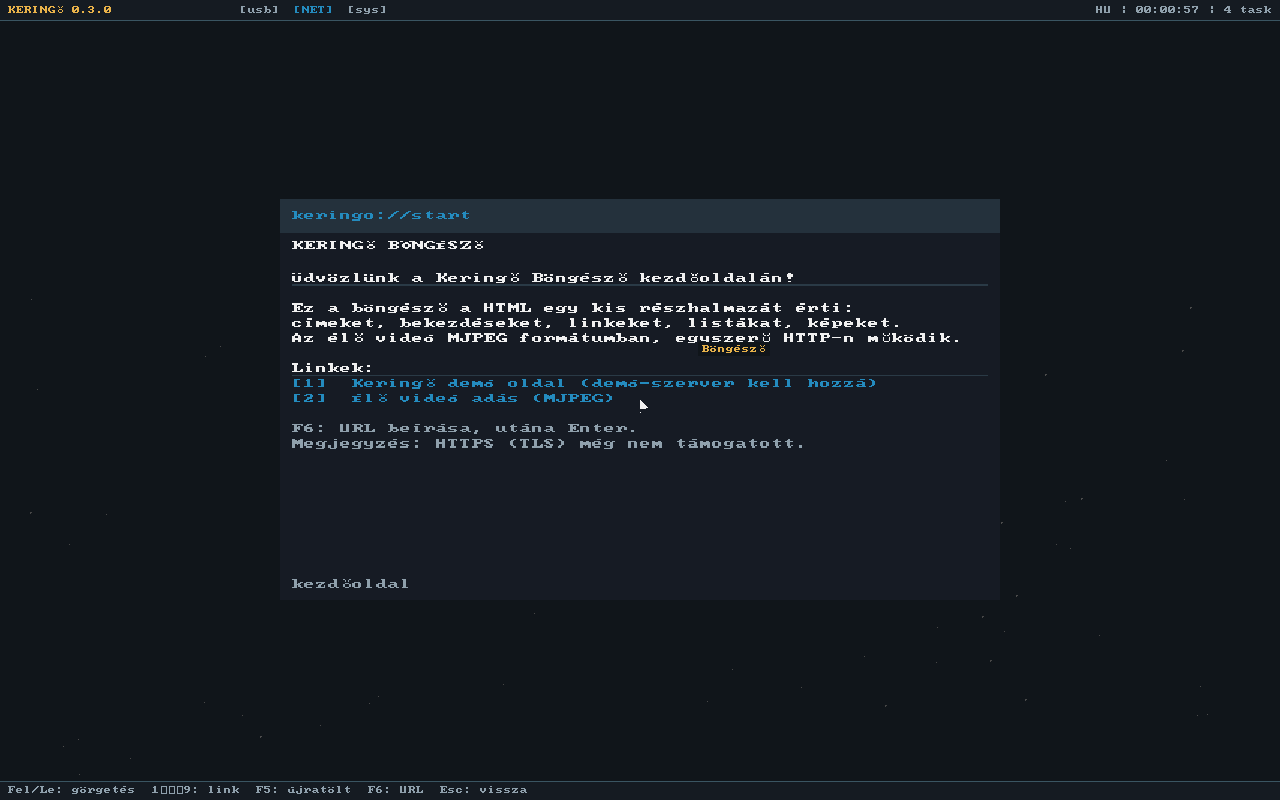 KERINGŐ 0.3.0 [usb] [NET] [sys] HU | 00:00:57 | 4 task
keringo://start
KERINGŐ BÖNGÉSZŐ
üdvözlünk a Keringő Böngésző kezdőoldalán!
Ez a böngésző a HTML egy kis részhalmazát érti:
címeket, bekezdéseket, linkeket, listákat, képeket.
Az élő videó MJPEG formátumban, egyszerű HTTP-n működik.
Böngésző
Linkek:
[1] Keringő demó oldal (demó-szerver kell hozzá)
[2] Élő videó adás (MJPEG)
F6: URL beírása, utána Enter.
Megjegyzés: HTTPS (TLS) még nem támogatott.
kezdőoldal
Fel/Le: görgetés 1▯▯▯9: link F5: újratölt F6: URL Esc: vissza